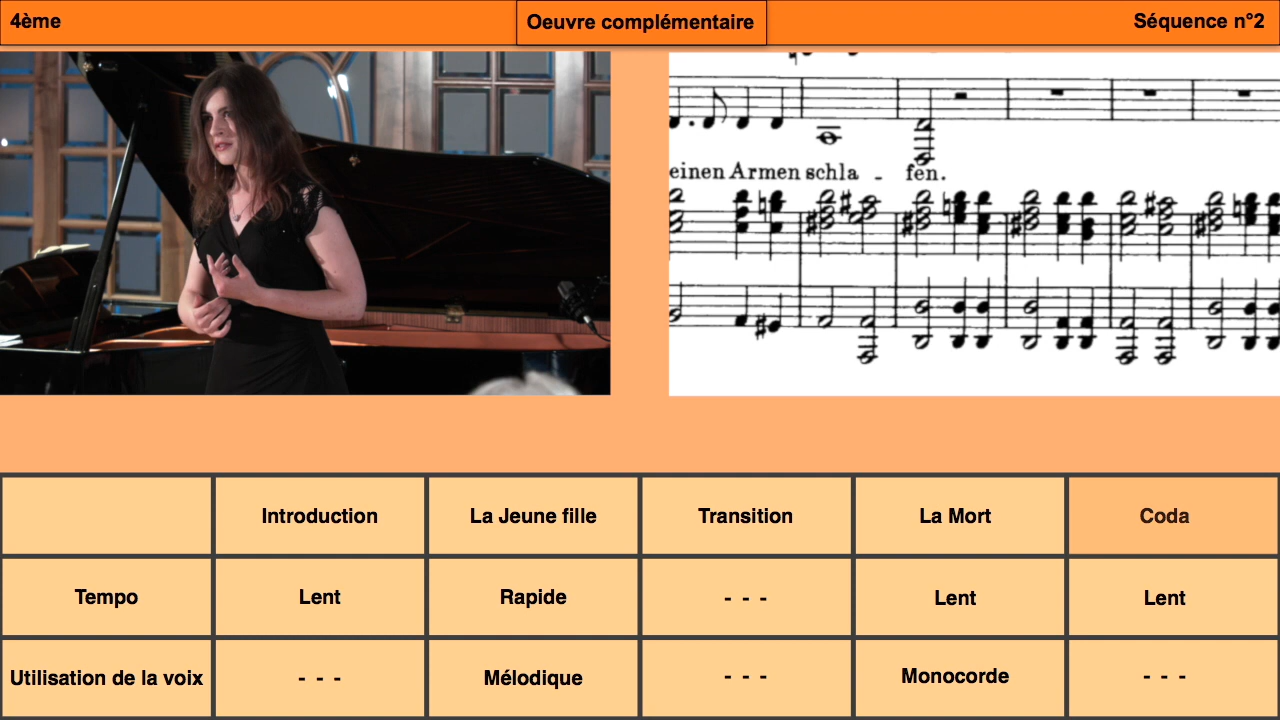 4ème
Oeuvre complémentaire
Séquence n°2
einen Armen schla - fen.
Introduction
La Jeune fille
Transition
La Mort
Coda
Tempo
Lent
Rapide
- - -
Lent
Lent
Utilisation de la voix
- - -
Mélodique
- - -
Monocorde
- - -